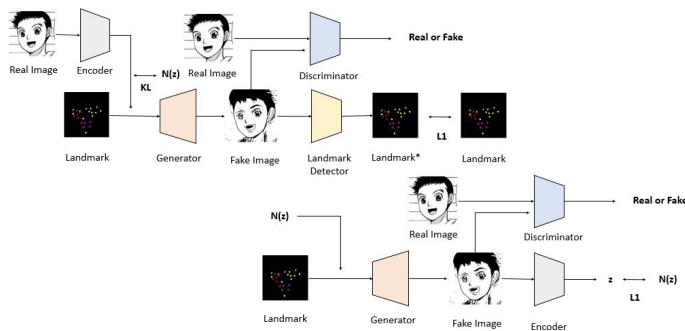 Real or Fake
Real Image
Encoder
N(z)
Real Image
Discriminator
KL
L1
Landmark
Generator
Fake Image
Landmark
Detector
Landmark*
Landmark
N(z)
Real Image
Real or Fake
Discriminator
z
N(z)
L1
Landmark
Generator
Fake Image
Encoder